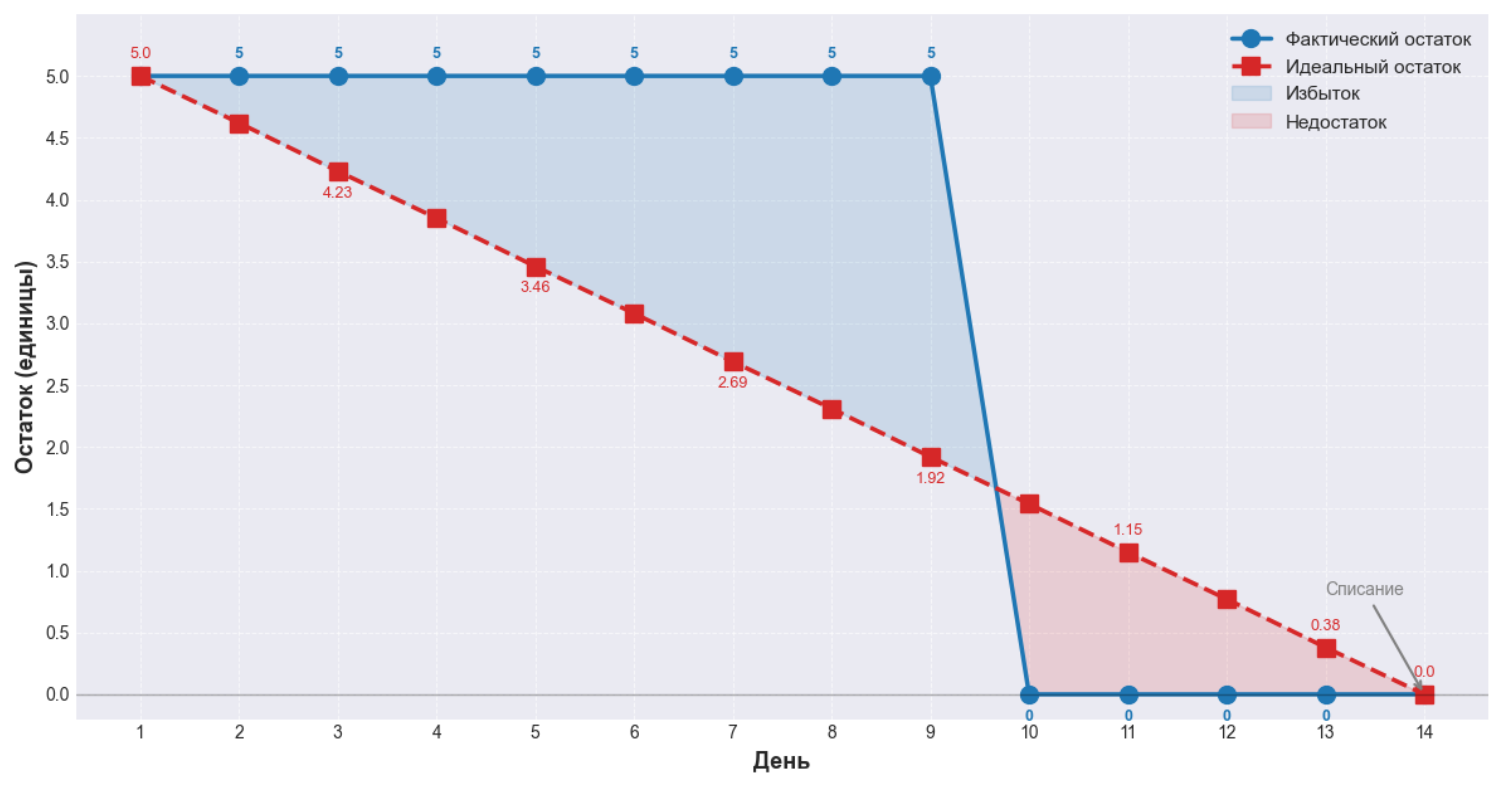 5.0 5 5 5 5 5 5 5 5
Фактический остаток
Идеальный остаток
Избыток
Недостаток
5.0
4.5
4.0
3.5
3.0
2.5
2.0
1.5
1.0
0.5
0.0
Остаток (единицы)
4.23
3.46
2.69
1.92
1.15
Списание
0.38
0.0
0 0 0 0
1 2 3 4 5 6 7 8 9 10 11 12 13 14
День